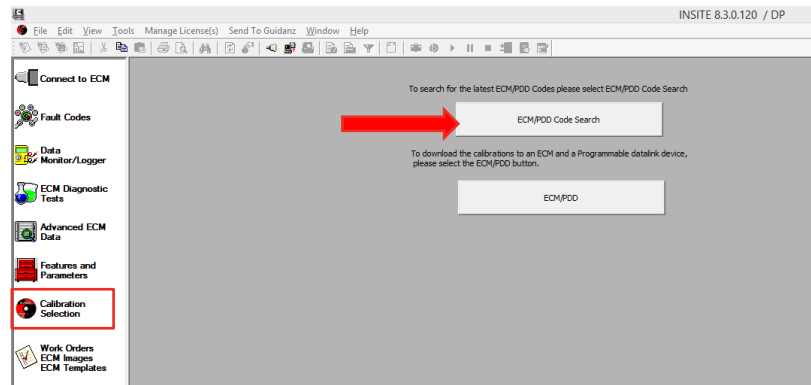 INSITE 8.3.0.120 / DP
File Edit View Tools Manage License(s) Send To Guidanz Window Help
Connect to ECM
Fault Codes
Data
Monitor/Logger
ECM Diagnostic
Tests
Advanced ECM
Data
Features and
Parameters
Calibration
Selection
Work Orders
ECM Images
ECM Templates
To search for the latest ECM/PDD Codes please select ECM/PDD Code Search
ECM/PDD Code Search
To download the calibrations to an ECM and a Programmable datalink device,
please select the ECM/PDD button.
ECM/PDD